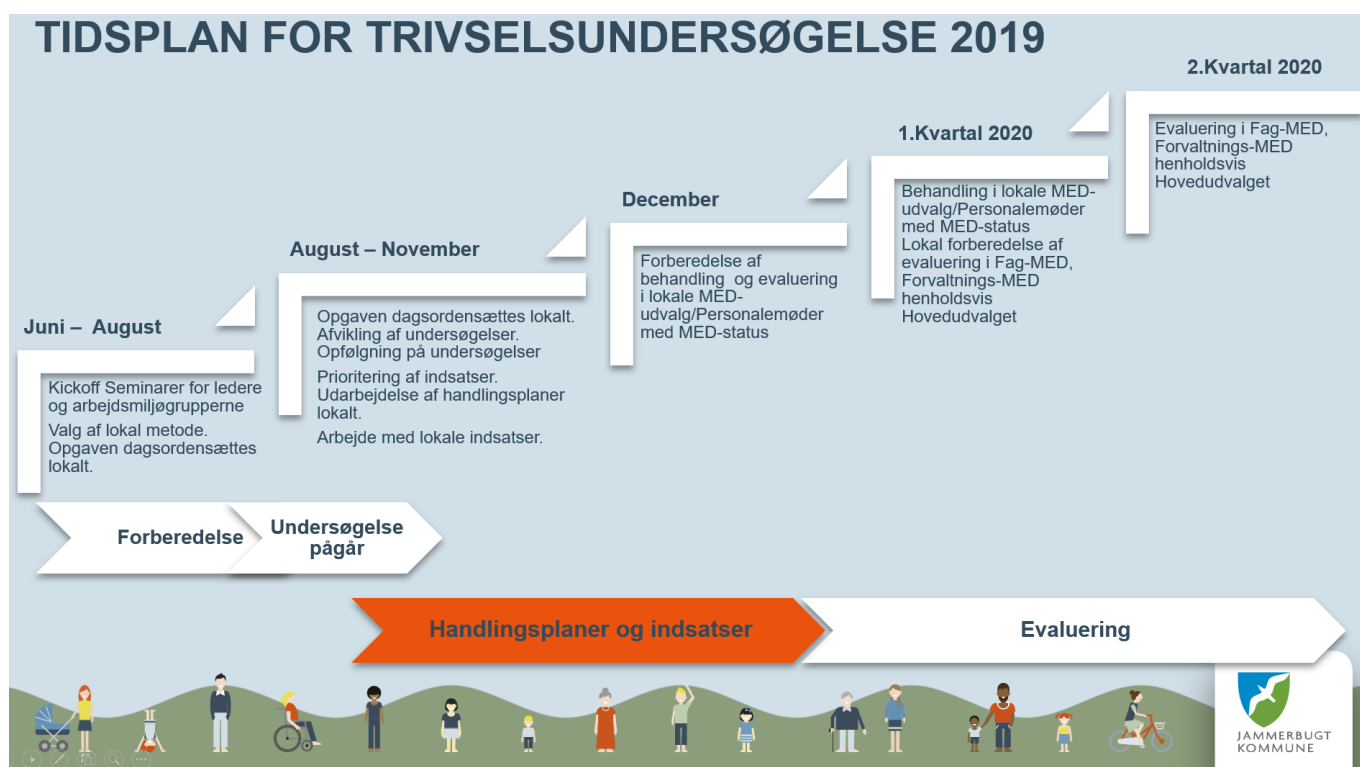 TIDSPLAN FOR TRIVSELSUNDERSØGELSE 2019
Juni –  August
Kickoff Seminarer for ledere
og arbejdsmiljøgrupperne
Valg af lokal metode.
Opgaven dagsordensættes
lokalt.
August – November
Opgaven dagsordensættes lokalt.
Afvikling af undersøgelser.
Opfølgning på undersøgelser
Prioritering af indsatser.
Udarbejdelse af handlingsplaner
lokalt.
Arbejde med lokale indsatser.
December
Forberedelse af
behandling  og evaluering
i lokale MED-
udvalg/Personalemøder
med MED-status
1.Kvartal 2020
Behandling i lokale MED-
udvalg/Personalemøder
med MED-status
Lokal forberedelse af
evaluering i Fag-MED,
Forvaltnings-MED
henholdsvis
Hovedudvalget
2.Kvartal 2020
Evaluering i Fag-MED,
Forvaltnings-MED
henholdsvis
Hovedudvalget
Forberedelse
Undersøgelse
pågår
Handlingsplaner og indsatser
Evaluering
JAMMERBUGT
KOMMUNE